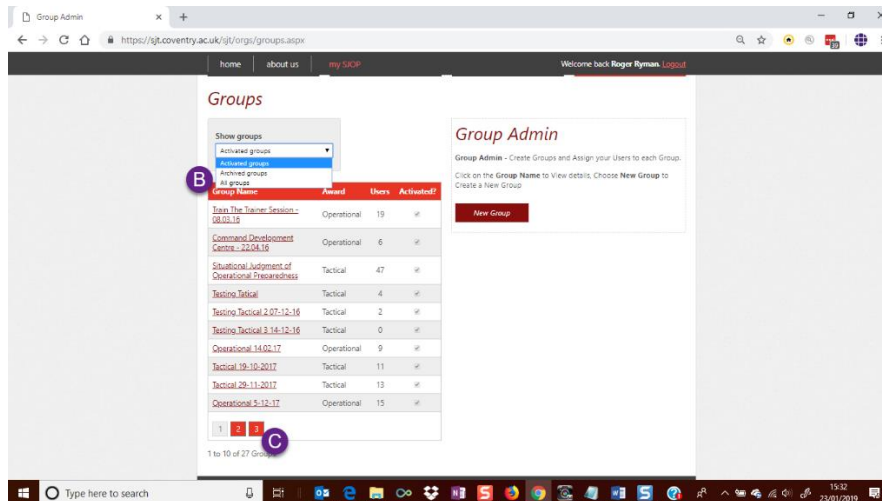 Group Admin
https://sjt.coventry.ac.uk/sjt/orgs/groups.aspx
home about us my SJOP Welcome back Roger Ryman. Logout
Groups
Show groups
Activated groups
Activated groups
Archived groups
All groups
B
Group Name Award Users Activated?
Train The Trainer Session -
08.03.16
Operational 19
Command Development
Centre - 22.04.16
Operational 6
Situational Judgment of
Operational Preparedness
Tactical 47
Testing Tatical Tactical 4
Testing Tactical 2 07-12-16 Tactical 2
Testing Tactical 3 14-12-16 Tactical 0
Operational 14.02.17 Operational 9
Tactical 19-10-2017 Tactical 11
Tactical 29-11-2017 Tactical 13
Operational 5-12-17 Operational 15
1 2 3
C
1 to 10 of 27 Groups
Group Admin
Group Admin - Create Groups and Assign your Users to each Group.
Click on the Group Name to View details, Choose New Group to
Create a New Group
New Group
Type here to search
15:32
23/01/2019